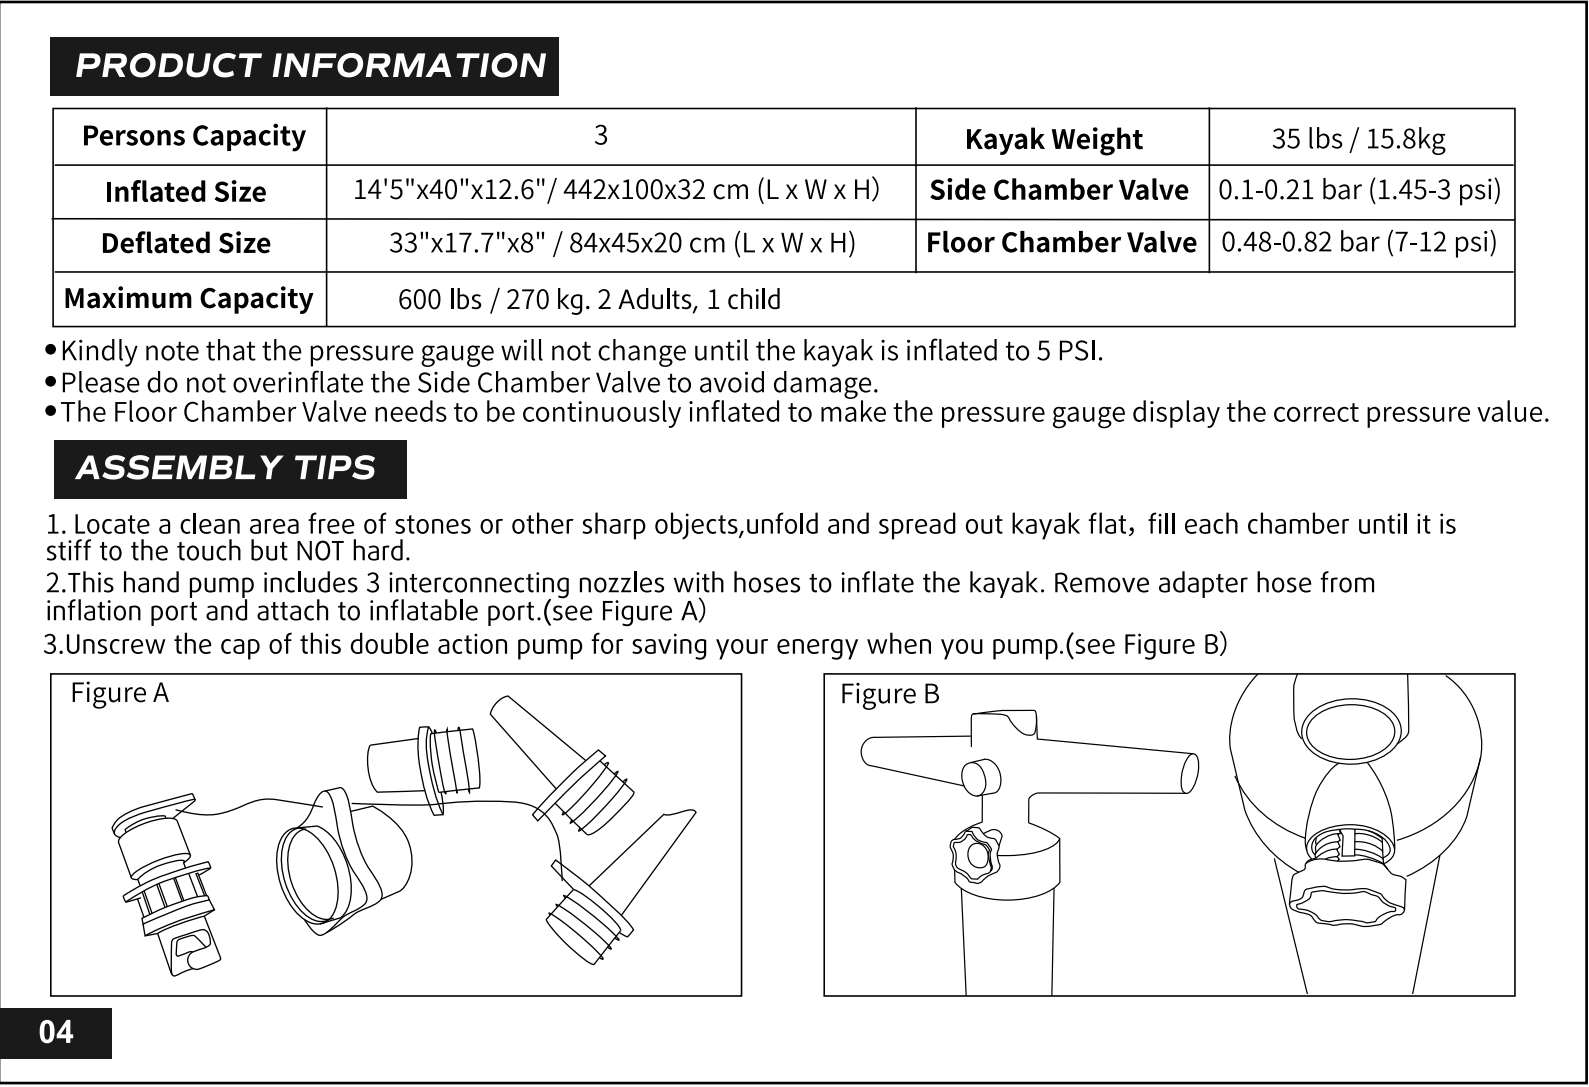 PRODUCT INFORMATION
Persons Capacity 3 Kayak Weight 35 lbs / 15.8kg
Inflated Size 14'5"x40"x12.6"/ 442x100x32 cm (L x W x H） Side Chamber Valve 0.1-0.21 bar (1.45-3 psi)
Deflated Size 33"x17.7"x8" / 84x45x20 cm (L x W x H) Floor Chamber Valve 0.48-0.82 bar (7-12 psi)
Maximum Capacity 600 lbs / 270 kg. 2 Adults, 1 child
•Kindly note that the pressure gauge will not change until the kayak is inflated to 5 PSI.
•Please do not overinflate the Side Chamber Valve to avoid damage.
•The Floor Chamber Valve needs to be continuously inflated to make the pressure gauge display the correct pressure value.
ASSEMBLY TIPS
1. Locate a clean area free of stones or other sharp objects,unfold and spread out kayak flat，fill each chamber until it is
stiff to the touch but NOT hard.
2.This hand pump includes 3 interconnecting nozzles with hoses to inflate the kayak. Remove adapter hose from
inflation port and attach to inflatable port.(see Figure A）
3.Unscrew the cap of this double action pump for saving your energy when you pump.(see Figure B）
Figure A
Figure B
04